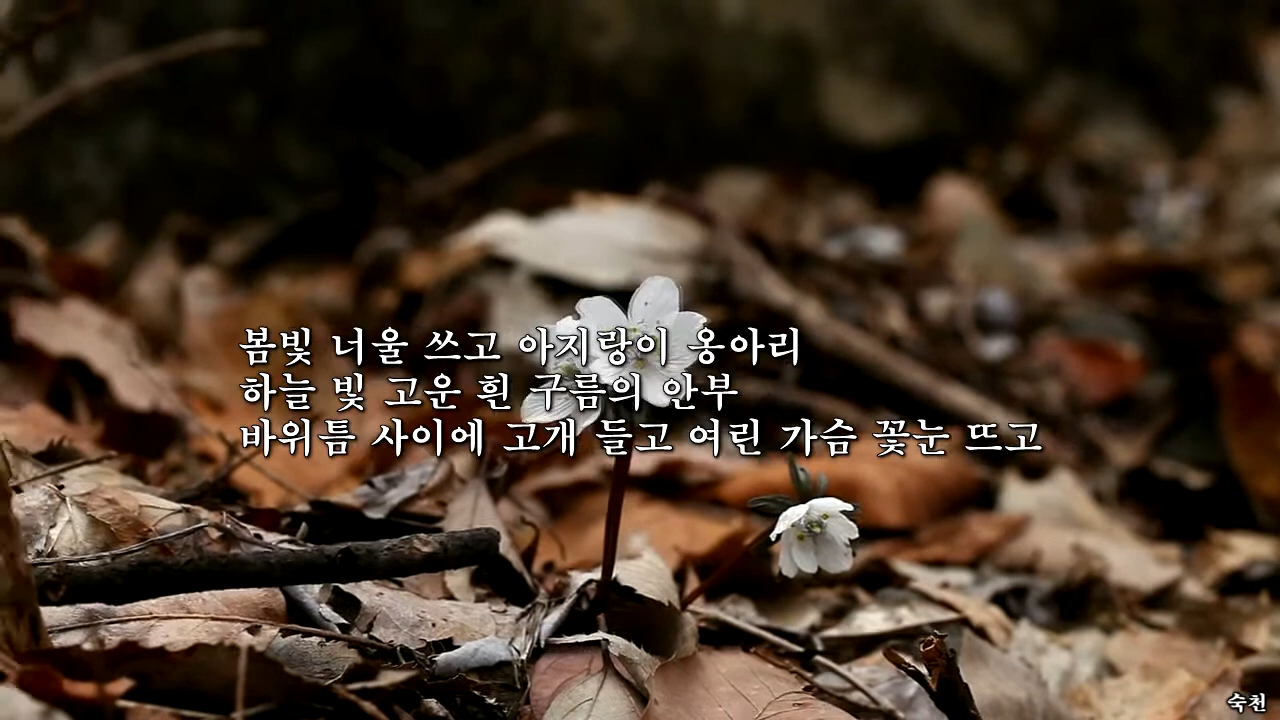 봄빛 너울 쓰고 아지랑이 옹아리
하늘 빛 고운 흰 구름의 안부
바위틈 사이에 고개 들고 여린 가슴 꽃눈 뜨고
숙천